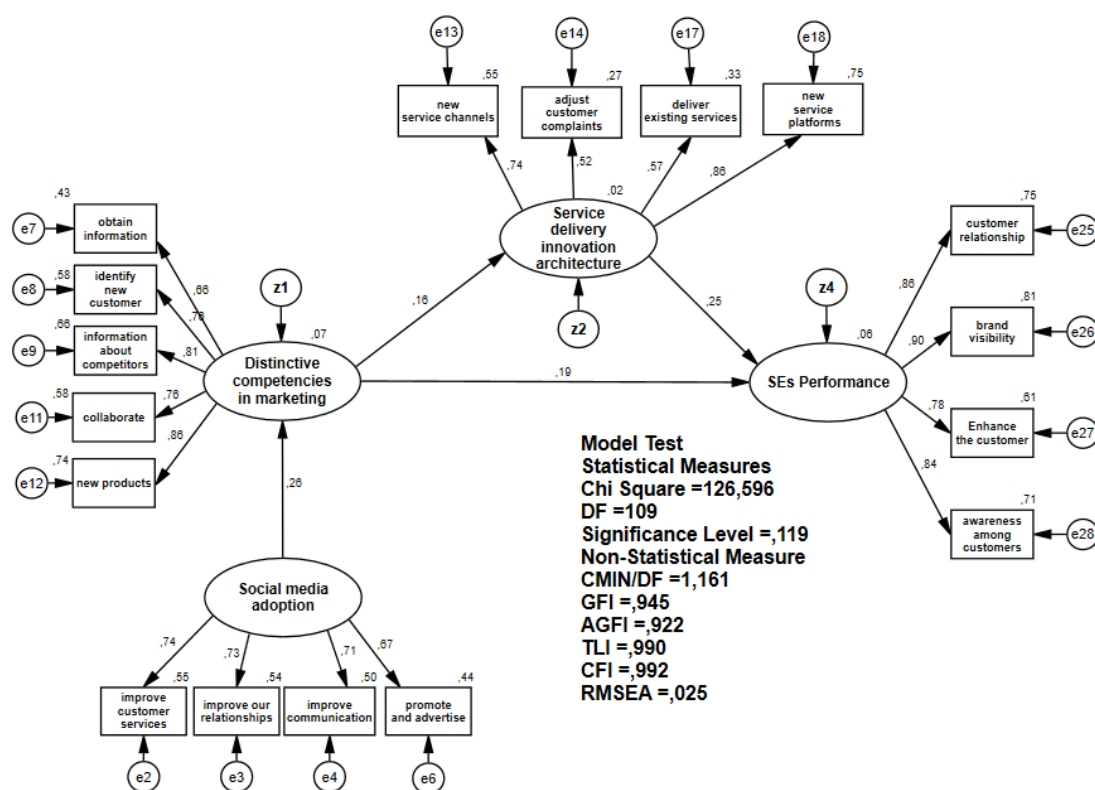 e13
e14
e17
e18
,55
,27
,33
,75
new
service channels
adjust
customer
complaints
deliver
existing services
new
service
platforms
,74
,52
,57
,86
,02
Service
delivery
innovation
architecture
z2
,43
e7
obtain
information
,66
,58
e8
identify
new
customer
,78
,66
e9
information
about
competitors
,81
,58
e11
collaborate
,76
,74
e12
new products
,86
z1
,07
Distinctive
competencies
in marketing
,16
,25
,19
z4
,06
SEs Performance
,75
customer
relationship
e25
,86
,81
brand
visibility
e26
,90
,61
Enhance
the customer
e27
,78
,71
awareness
among
customers
e28
,84
,26
Social media
adoption
,74
,73
,71
,67
,55
,54
,50
,44
improve
customer
services
improve our
relationships
improve
communication
promote
and advertise
e2
e3
e4
e6
Model Test
Statistical Measures
Chi Square =126,596
DF =109
Significance Level =,119
Non-Statistical Measure
CMIN/DF =1,161
GFI =,945
AGFI =,922
TLI =,990
CFI =,992
RMSEA =,025